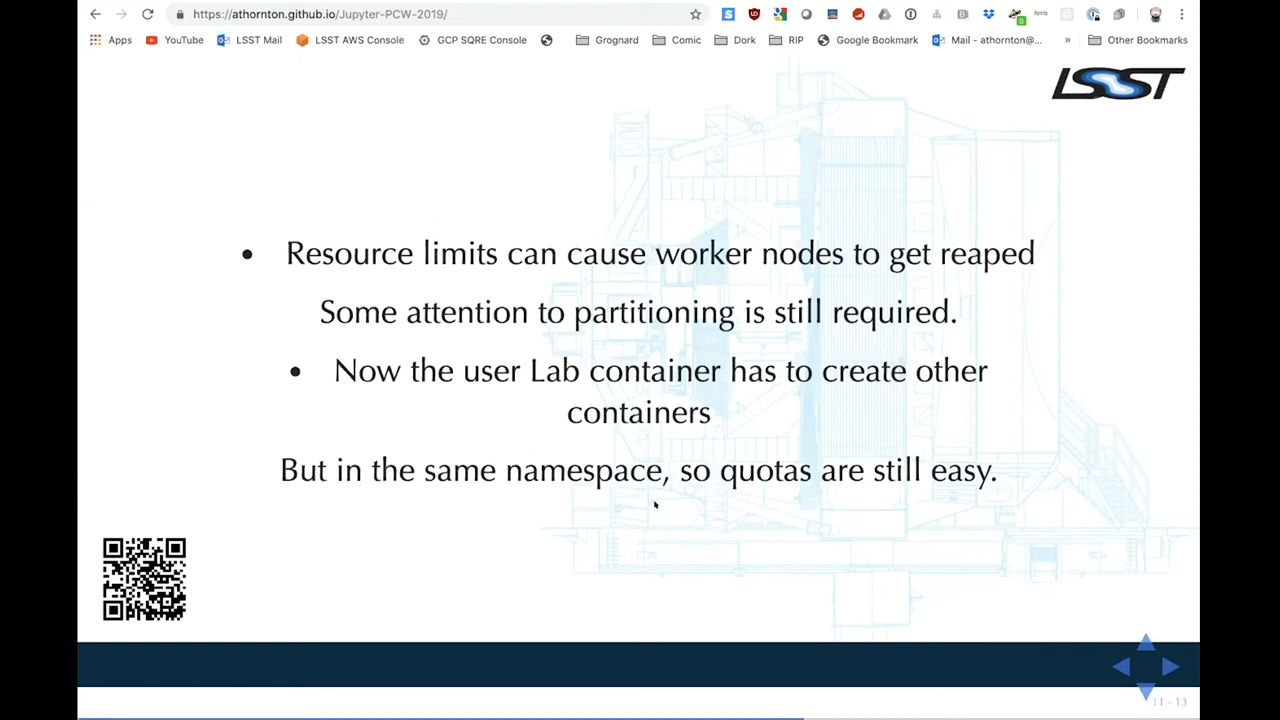 https://athornton.github.io/Jupyter-PCW-2019/
Apps YouTube LSST Mail LSST AWS Console GCP SQRE Console Grognard Comic Dork RIP Google Bookmark Mail - athornton@... » Other Bookmarks
LSST
• Resource limits can cause worker nodes to get reaped
Some attention to partitioning is still required.
• Now the user Lab container has to create other
containers
But in the same namespace, so quotas are still easy.
11 - 13